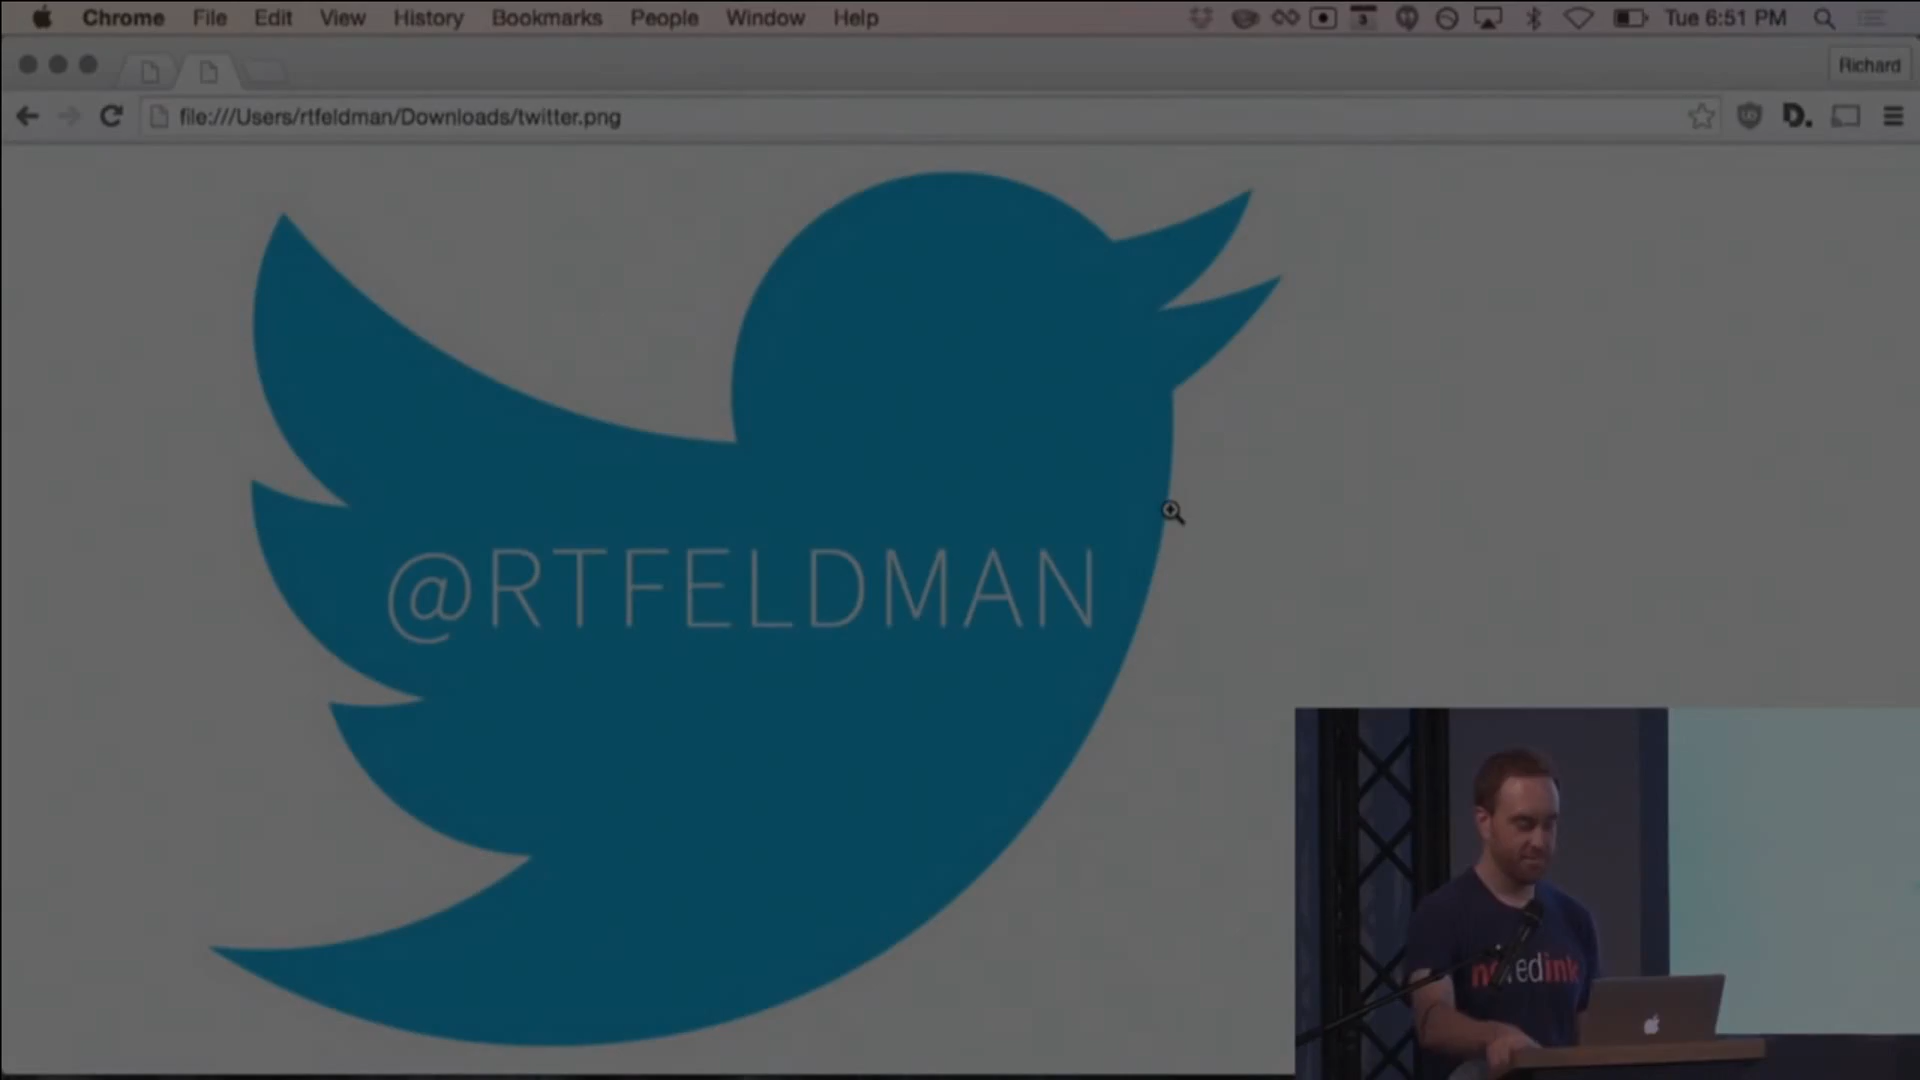 Chrome File Edit View History Bookmarks People Window Help
3
Tue 6:51 PM
Richard
file:///Users/rtfeldman/Downloads/twitter.png
D.
@RTFELDMAN